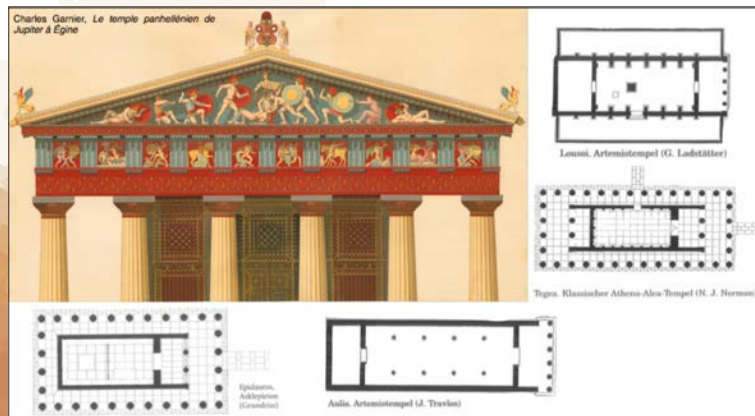 Charles Garnier, Le temple panhellénien de
Jupiter à Égine
Lousoi. Artemistempel (G. Ladstätter)
Tegea. Klassischer Athena-Alea-Tempel (N. J. Norman)
Epidauros,
Asklepieion
(Grundriss)
Aulis. Artemistempel (J. Travlos)